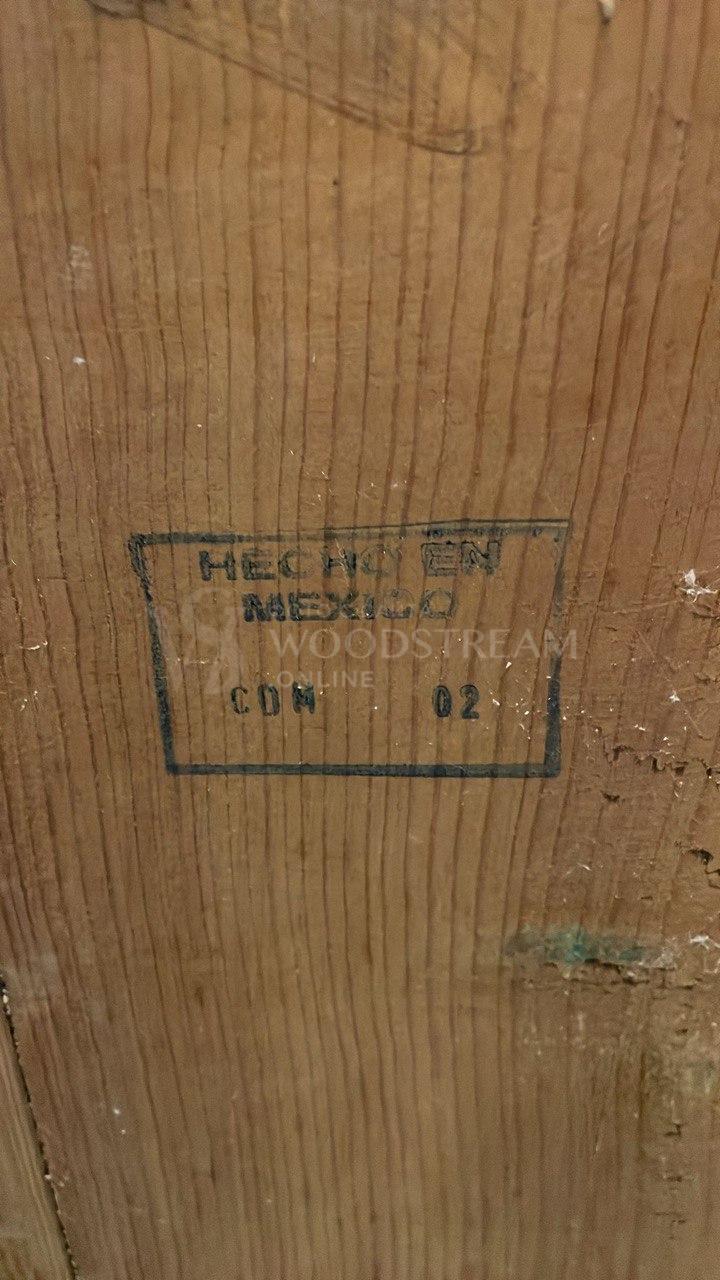 HECHO EN
MEXICO
WOODSTREAM
ONLINE
CDM 02